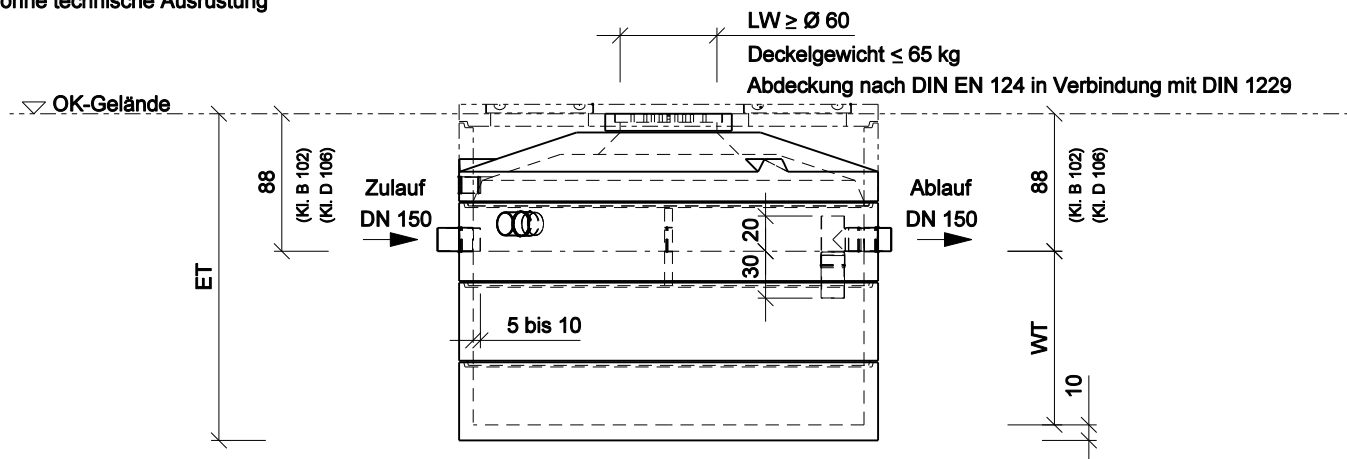 ohne technische Ausrüstung
LW ≥ Ø 60
Deckelgewicht ≤ 65 kg
Abdeckung nach DIN EN 124 in Verbindung mit DIN 1229
OK-Gelände
88
(Kl. B 102)
(Kl. D 106)
Zulauf
DN 150
Ablauf
DN 150
88
(Kl. B 102)
(Kl. D 106)
20
30
ET
5 bis 10
WT
10